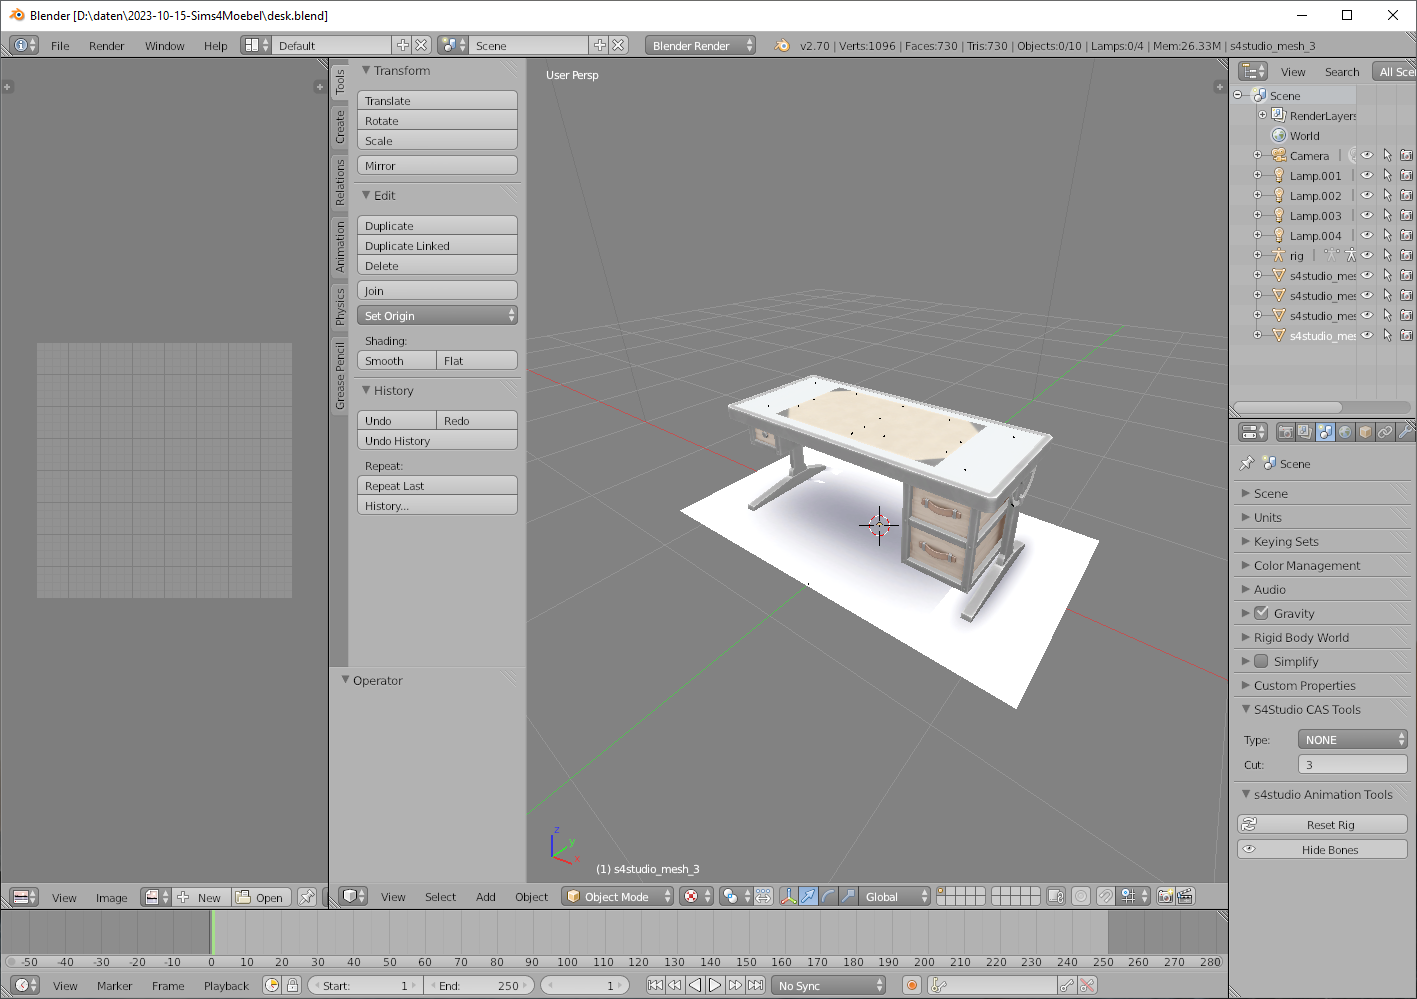 Blender [D:\daten\2023-10-15-Sims4Moebel\desk.blend]
File Render Window Help Default Scene Blender Render v2.70 | Verts:1096 | Faces:730 | Tris:730 | Objects:0/10 | Lamps:0/4 | Mem:26.33M | s4studio_mesh_3
Tools
Create
Relations
Animation
Physics
Grease Pencil
Transform
Translate
Rotate
Scale
Mirror
Edit
Duplicate
Duplicate Linked
Delete
Join
Set Origin
Shading:
Smooth Flat
History
Undo Redo
Undo History
Repeat:
Repeat Last
History...
Operator
User Persp
z
y
x
(1) s4studio_mesh_3
View Search All Sce
Scene
RenderLayers
World
Camera
Lamp.001
Lamp.002
Lamp.003
Lamp.004
rig
s4studio_mes
s4studio_mes
s4studio_mes
s4studio_mes
Scene
Scene
Units
Keying Sets
Color Management
Audio
Gravity
Rigid Body World
Simplify
Custom Properties
S4Studio CAS Tools
Type: NONE
Cut: 3
s4studio Animation Tools
Reset Rig
Hide Bones
View Image New Open
View Select Add Object Object Mode Global
-50 -40 -30 -20 -10 0 10 20 30 40 50 60 70 80 90 100 110 120 130 140 150 160 170 180 190 200 210 220 230 240 250 260 270 280
View Marker Frame Playback Start: 1 End: 250 1 No Sync